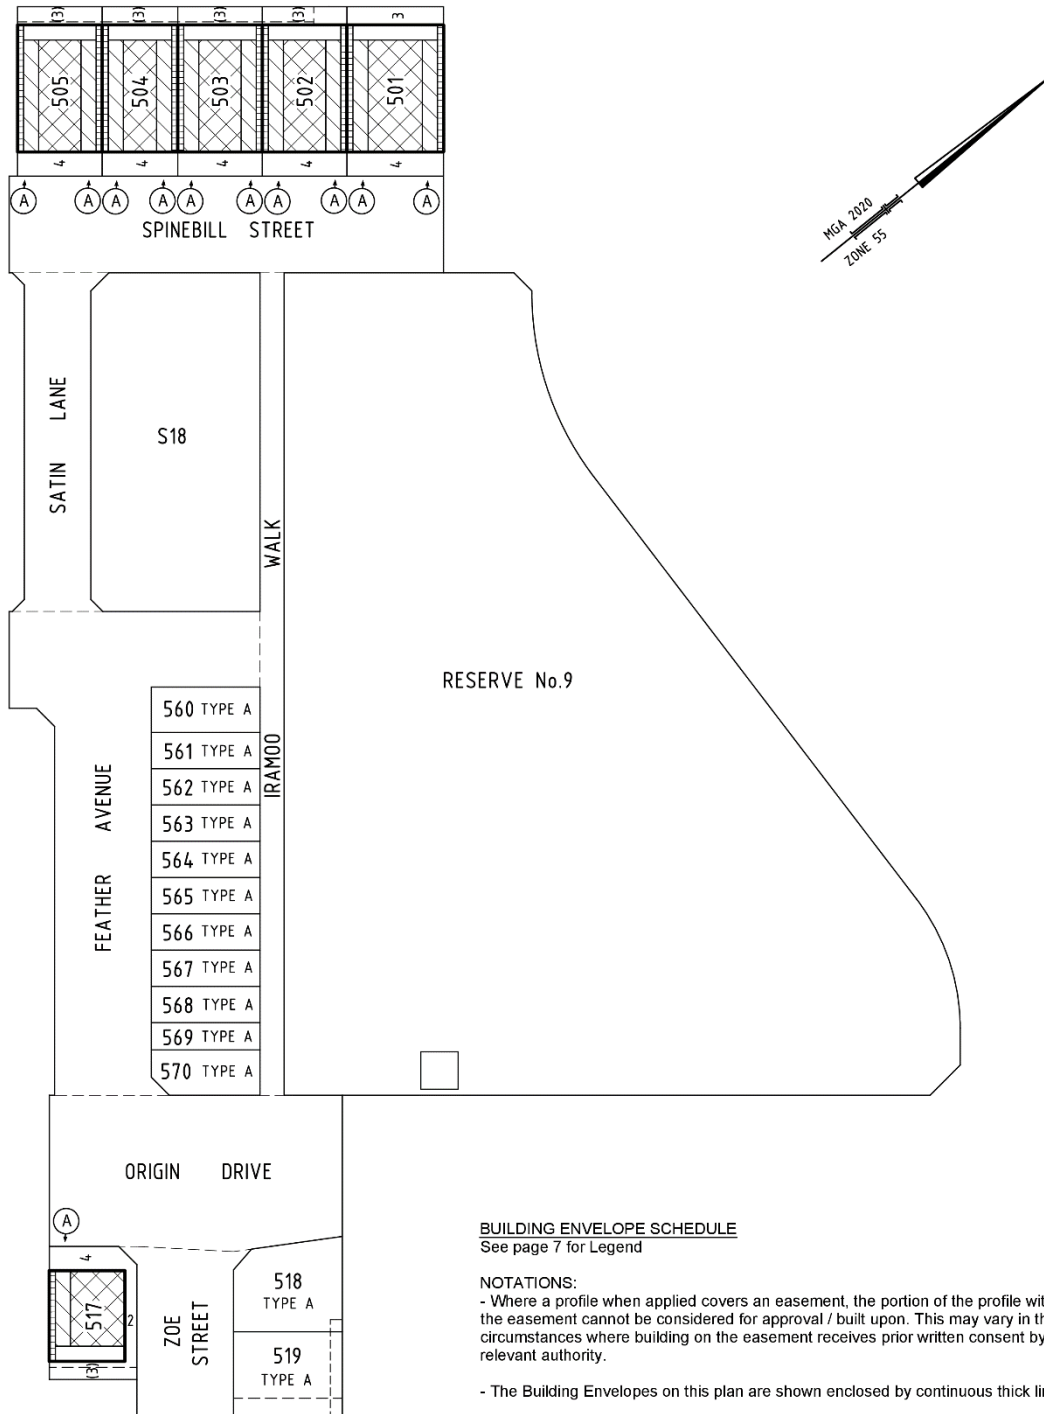 (3) (3) (3) (3) 3
505 504 503 502 501
4 4 4 4 4
A A A A A A A A A A
SPINEBILL STREET
MGA 2020
ZONE 55
SATIN LANE
S18
IRAMOO WALK
RESERVE No.9
FEATHER AVENUE
560 TYPE A
561 TYPE A
562 TYPE A
563 TYPE A
564 TYPE A
565 TYPE A
566 TYPE A
567 TYPE A
568 TYPE A
569 TYPE A
570 TYPE A
ORIGIN DRIVE
A
4
517
2
(3)
ZOE
STREET
518
TYPE A
519
TYPE A
BUILDING ENVELOPE SCHEDULE
See page 7 for Legend
NOTATIONS:
- Where a profile when applied covers an easement, the portion of the profile wit
the easement cannot be considered for approval / built upon. This may vary in th
circumstances where building on the easement receives prior written consent by
relevant authority.
- The Building Envelopes on this plan are shown enclosed by continuous thick li